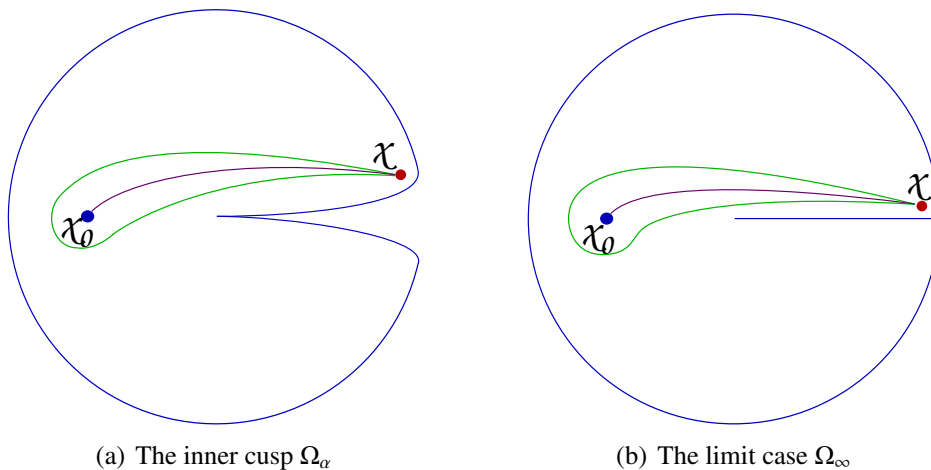 x
x
x₀
x₀
(a) The inner cusp Ωα
(b) The limit case Ω∞